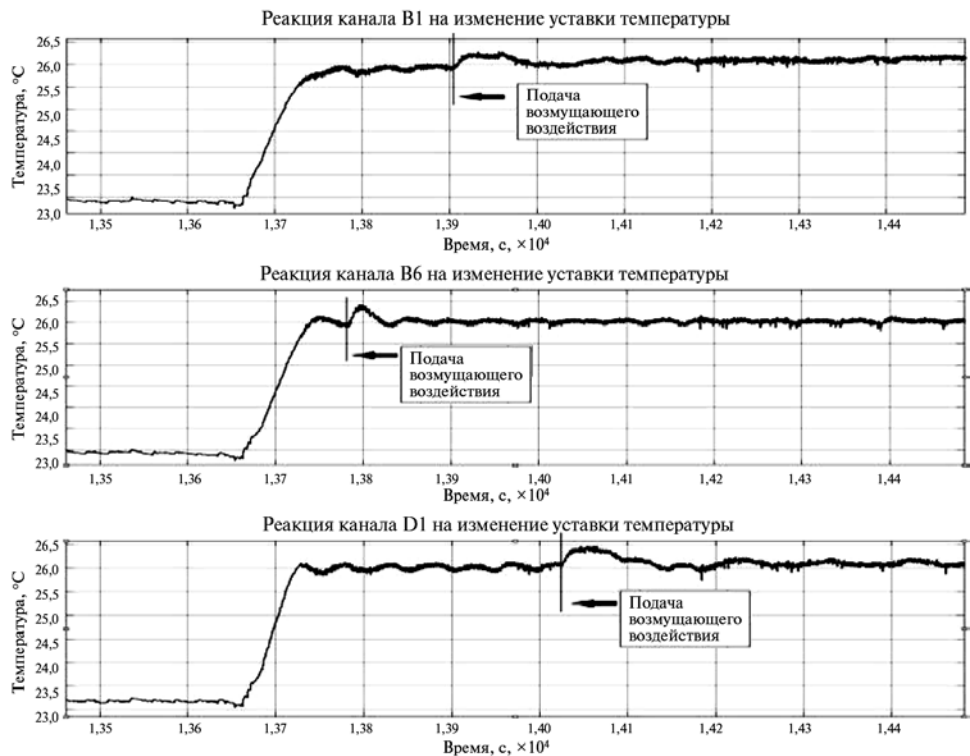 Реакция канала B1 на изменение уставки температуры
Температура, °C
26,5
26,0
25,5
25,0
24,5
24,0
23,5
23,0
Подача
возмущающего
воздействия
1,35 1,36 1,37 1,38 1,39 1,40 1,41 1,42 1,43 1,44
Время, с, ×10⁴
Реакция канала B6 на изменение уставки температуры
Температура, °C
26,5
26,0
25,5
25,0
24,5
24,0
23,5
23,0
Подача
возмущающего
воздействия
1,35 1,36 1,37 1,38 1,39 1,40 1,41 1,42 1,43 1,44
Время, с, ×10⁴
Реакция канала D1 на изменение уставки температуры
Температура, °C
26,5
26,0
25,5
25,0
24,5
24,0
23,5
23,0
Подача
возмущающего
воздействия
1,35 1,36 1,37 1,38 1,39 1,40 1,41 1,42 1,43 1,44
Время, с, ×10⁴